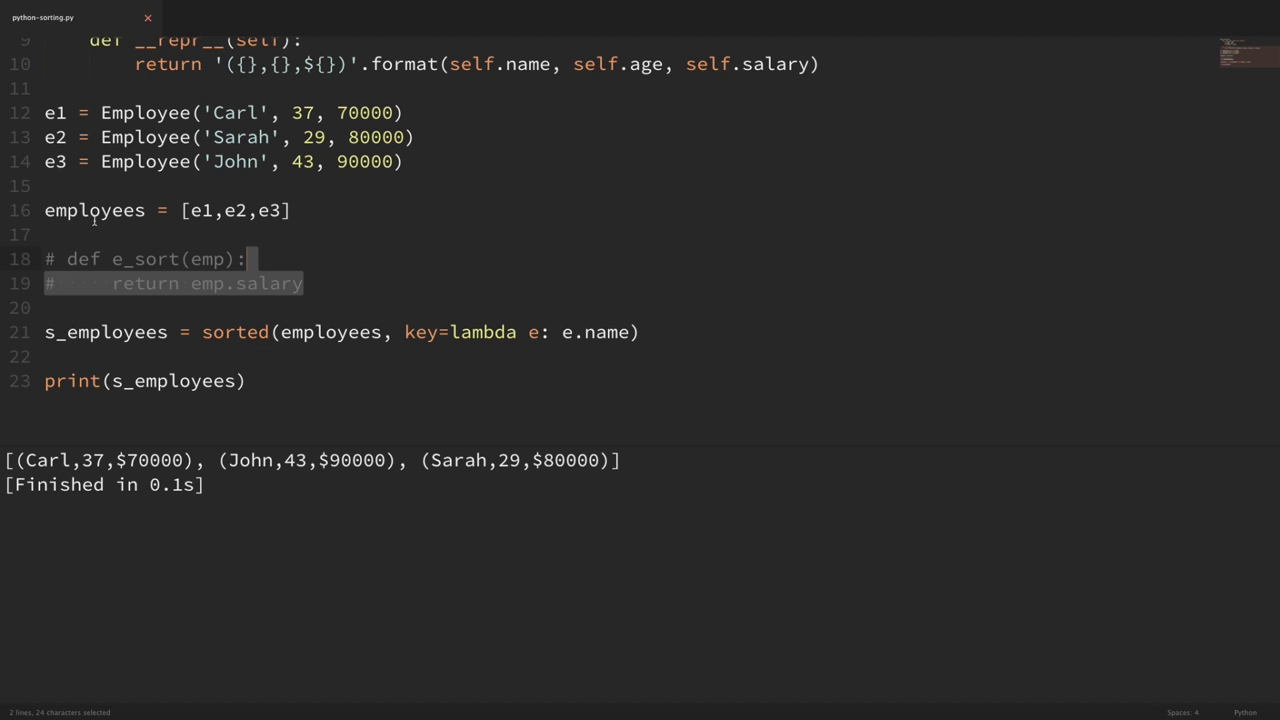 python-sorting.py ×
9 def __repr__(self):
10 return '({},{},${})'.format(self.name, self.age, self.salary)
11
12 e1 = Employee('Carl', 37, 70000)
13 e2 = Employee('Sarah', 29, 80000)
14 e3 = Employee('John', 43, 90000)
15
16 employees = [e1,e2,e3]
17
18 # def e_sort(emp):
19 # return emp.salary
20
21 s_employees = sorted(employees, key=lambda e: e.name)
22
23 print(s_employees)
[(Carl,37,$70000), (John,43,$90000), (Sarah,29,$80000)]
[Finished in 0.1s]
2 lines, 24 characters selected Spaces: 4 Python